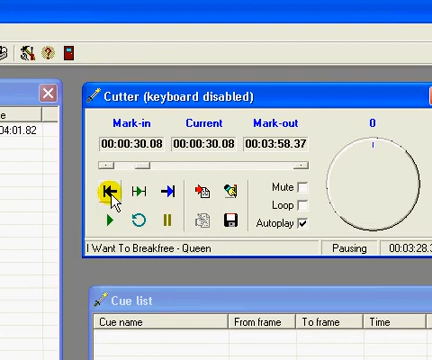 e
04:01.82
Cutter (keyboard disabled)
Mark-in Current Mark-out 0
00:00:30.08 00:00:30.08 00:03:58.37
Mute
Loop
Autoplay
I Want To Breakfree - Queen Pausing 00:03:28.3
Cue list
Cue name From frame To frame Time